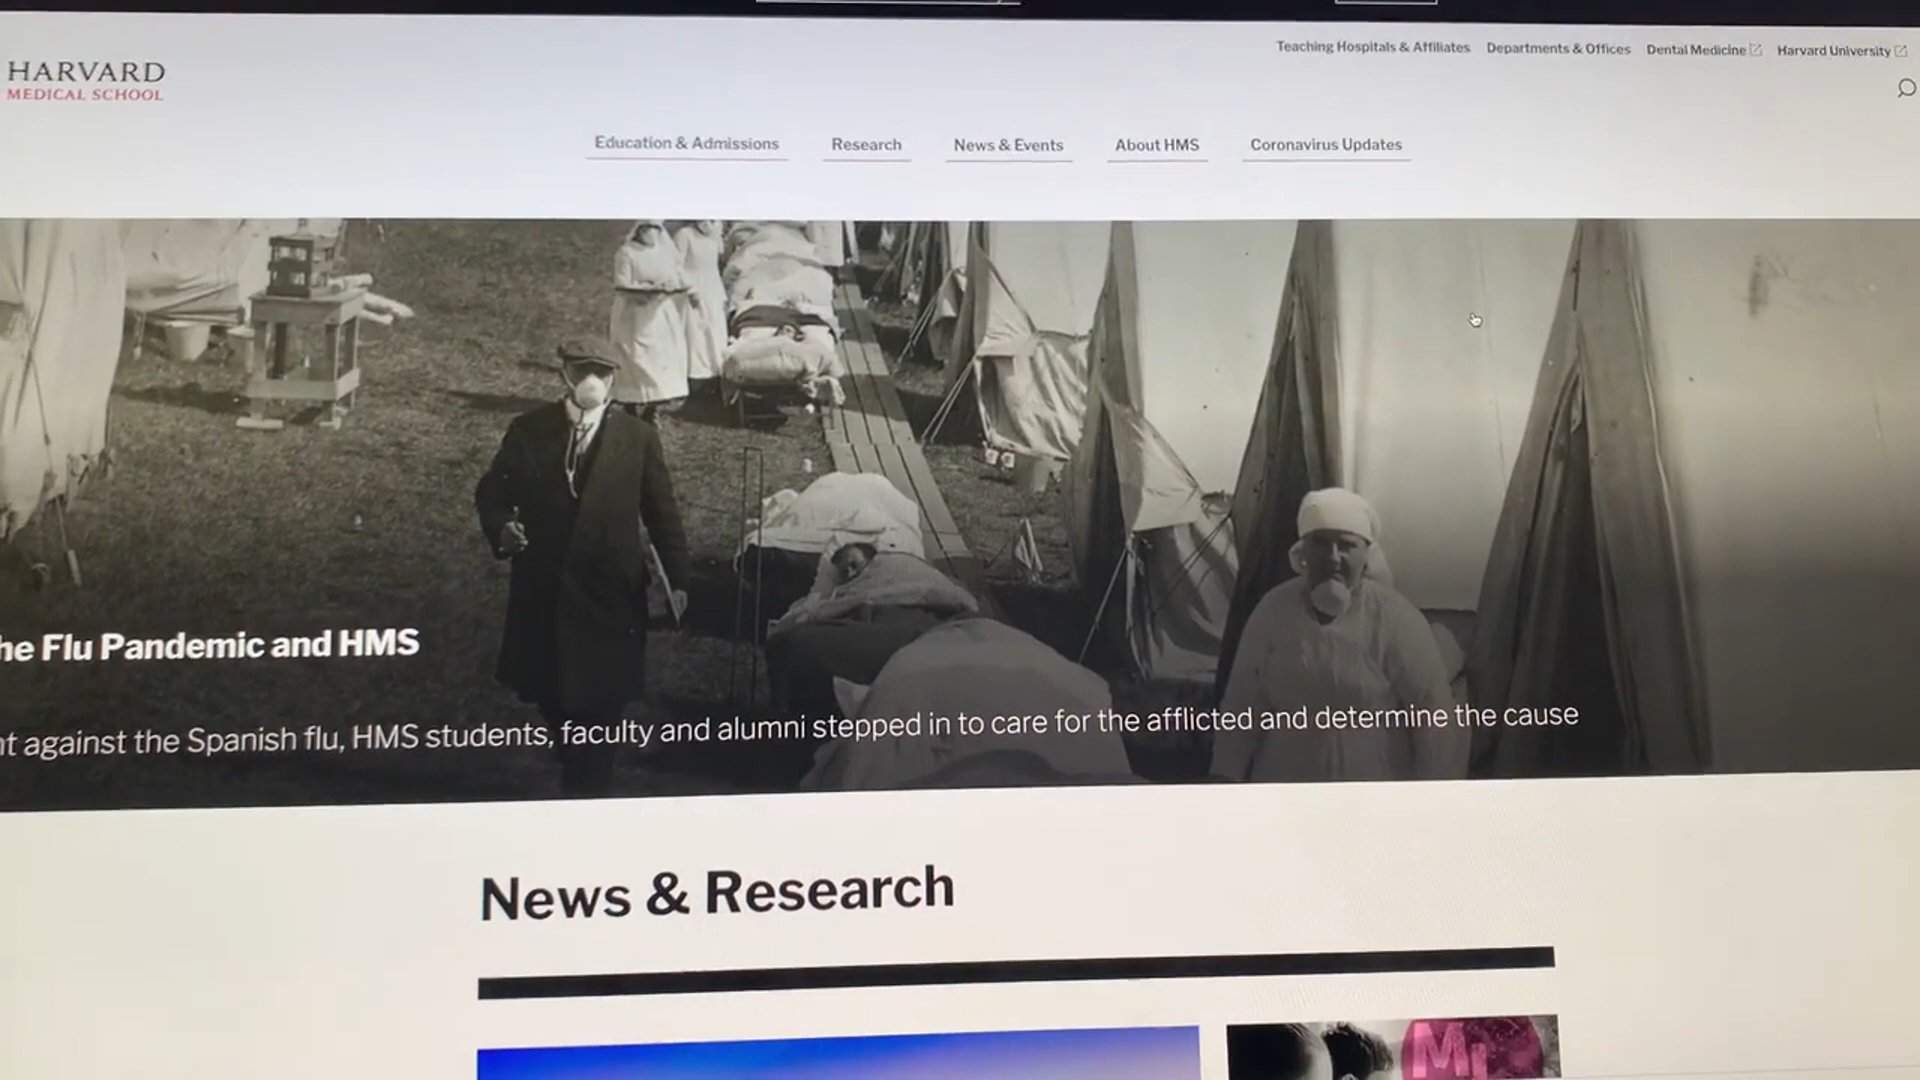 HARVARD
MEDICAL SCHOOL
Teaching Hospitals & Affiliates Departments & Offices Dental Medicine Harvard University
Education & Admissions Research News & Events About HMS Coronavirus Updates
Flu Pandemic and HMS
against the Spanish flu, HMS students, faculty and alumni stepped in to care for the afflicted and determine the cause
News & Research